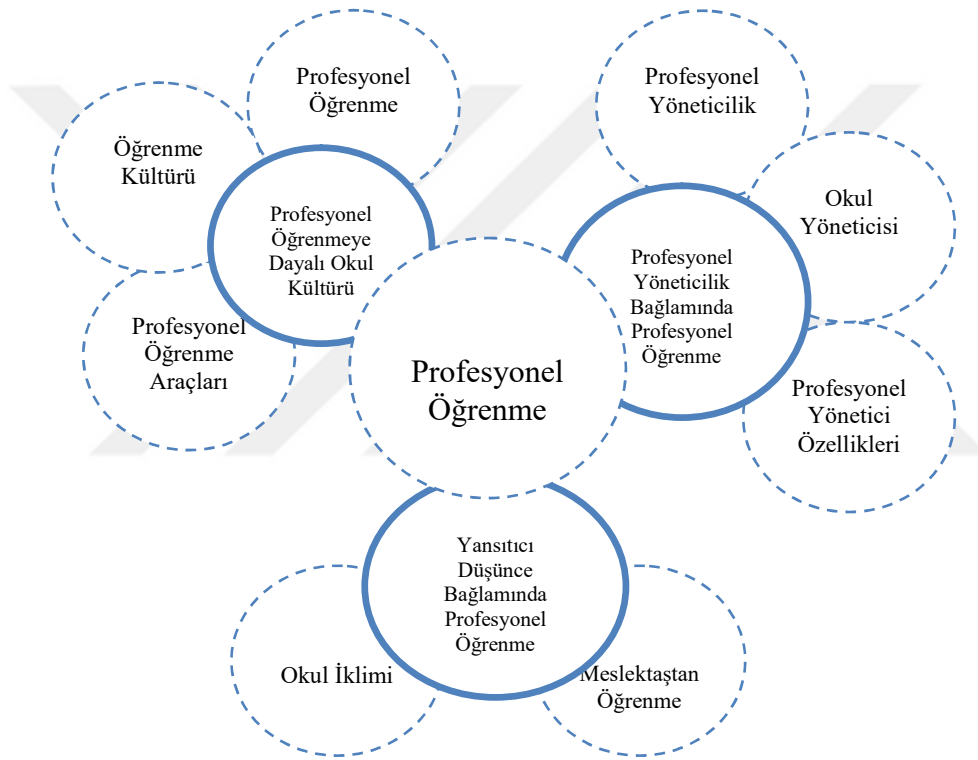 Profesyonel
Öğrenme
Öğrenme
Kültürü
Profesyonel
Öğrenmeye
Dayalı Okul
Kültürü
Profesyonel
Öğrenme
Araçları
Profesyonel
Yöneticilik
Okul
Yöneticisi
Profesyonel
Yöneticilik
Bağlamında
Profesyonel
Öğrenme
Profesyonel
Yönetici
Özellikleri
Profesyonel
Öğrenme
Yansıtıcı
Düşünce
Bağlamında
Profesyonel
Öğrenme
Okul İklimi
Meslektaştan
Öğrenme